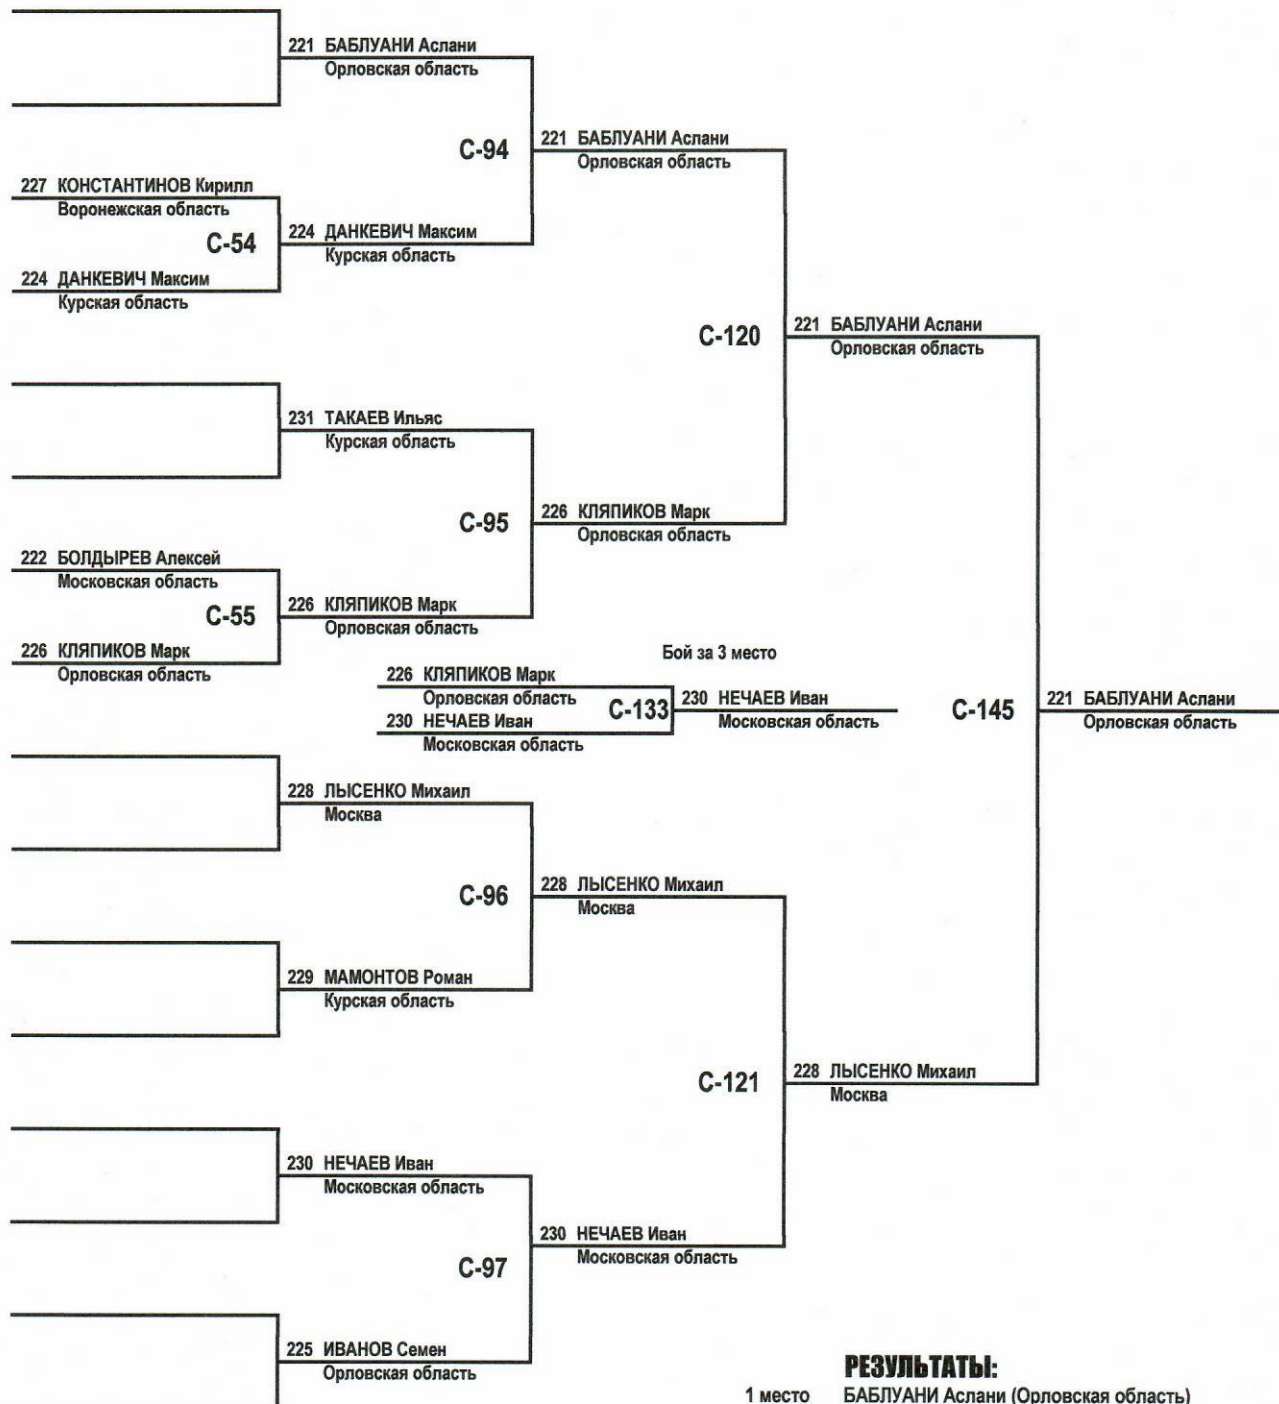 221 БАБЛУАНИ Аслани
Орловская область
С-94
221 БАБЛУАНИ Аслани
Орловская область
227 КОНСТАНТИНОВ Кирилл
Воронежская область
С-54
224 ДАНКЕВИЧ Максим
Курская область
224 ДАНКЕВИЧ Максим
Курская область
С-120
221 БАБЛУАНИ Аслани
Орловская область
231 ТАКАЕВ Ильяс
Курская область
С-95
226 КЛЯПИКОВ Марк
Орловская область
222 БОЛДЫРЕВ Алексей
Московская область
С-55
226 КЛЯПИКОВ Марк
Орловская область
226 КЛЯПИКОВ Марк
Орловская область
Бой за 3 место
226 КЛЯПИКОВ Марк
Орловская область
С-133
230 НЕЧАЕВ Иван
Московская область
230 НЕЧАЕВ Иван
Московская область
С-145
221 БАБЛУАНИ Аслани
Орловская область
228 ЛЫСЕНКО Михаил
Москва
С-96
228 ЛЫСЕНКО Михаил
Москва
229 МАМОНТОВ Роман
Курская область
С-121
228 ЛЫСЕНКО Михаил
Москва
230 НЕЧАЕВ Иван
Московская область
С-97
230 НЕЧАЕВ Иван
Московская область
225 ИВАНОВ Семен
Орловская область
РЕЗУЛЬТАТЫ:
1 место БАБЛУАНИ Аслани (Орловская область)